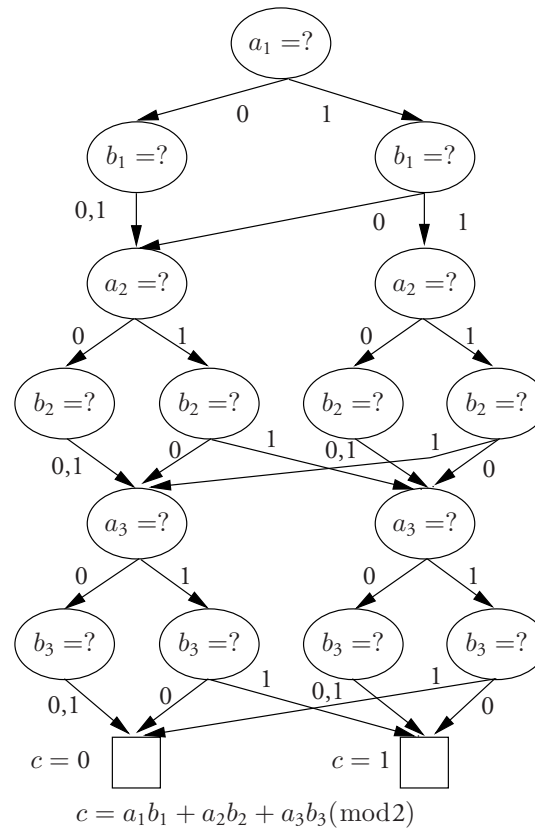 a₁ =?
0 1
b₁ =? b₁ =?
0,1 0 1
a₂ =? a₂ =?
0 1 0 1
b₂ =? b₂ =? b₂ =? b₂ =?
0,1 0 1 0,1 1 0
a₃ =? a₃ =?
0 1 0 1
b₃ =? b₃ =? b₃ =? b₃ =?
0,1 0 1 0,1 1 0
c = 0 c = 1
c = a₁b₁ + a₂b₂ + a₃b₃(mod2)